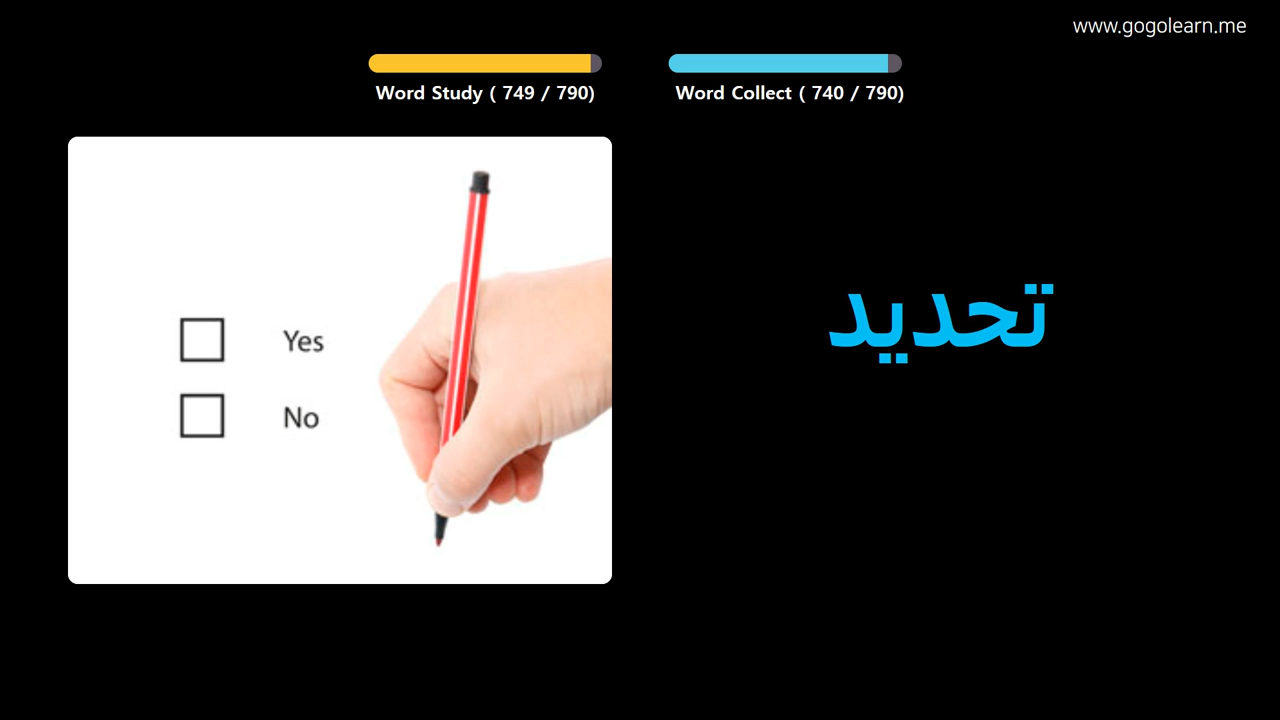 www.gogolearn.me
Word Study ( 749 / 790)
Word Collect ( 740 / 790)
Yes
No
تحديد